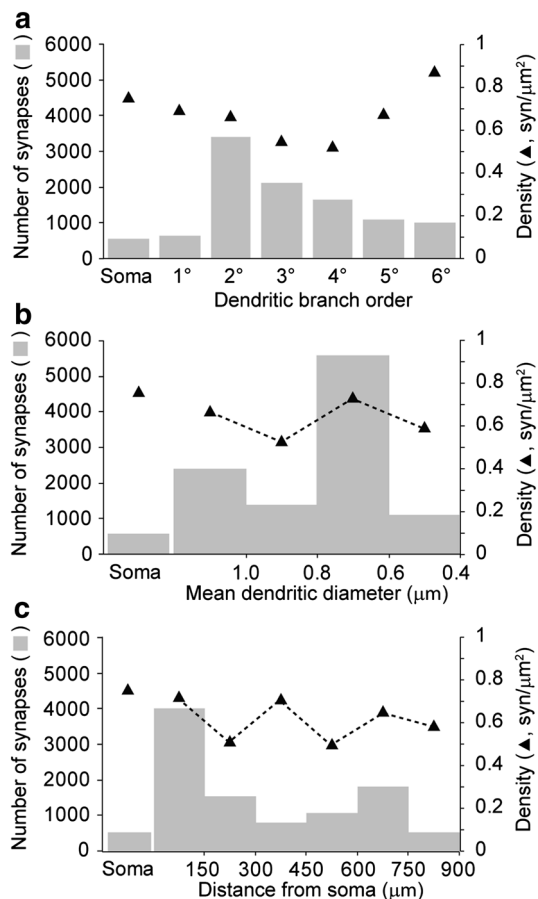 a
Number of synapses ( )
6000
5000
4000
3000
2000
1000
0
1
0.8
0.6
0.4
0.2
0
Density (▲, syn/μm²)
Soma 1° 2° 3° 4° 5° 6°
Dendritic branch order
b
Number of synapses ( )
6000
5000
4000
3000
2000
1000
0
1
0.8
0.6
0.4
0.2
0
Density (▲, syn/μm²)
Soma 1.0 0.8 0.6 0.4
Mean dendritic diameter (μm)
c
Number of synapses ( )
6000
5000
4000
3000
2000
1000
0
1
0.8
0.6
0.4
0.2
0
Density (▲, syn/μm²)
Soma 150 300 450 600 750 900
Distance from soma (μm)